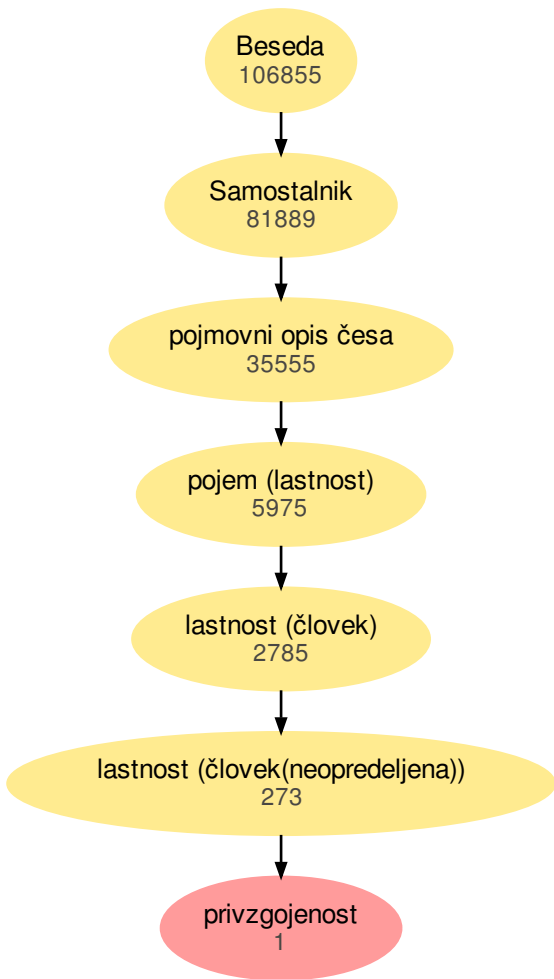 Beseda
106855
Samostalnik
81889
pojmovni opis česa
35555
pojem (lastnost)
5975
lastnost (človek)
2785
lastnost (človek(neopredeljena))
273
privzgojenost
1